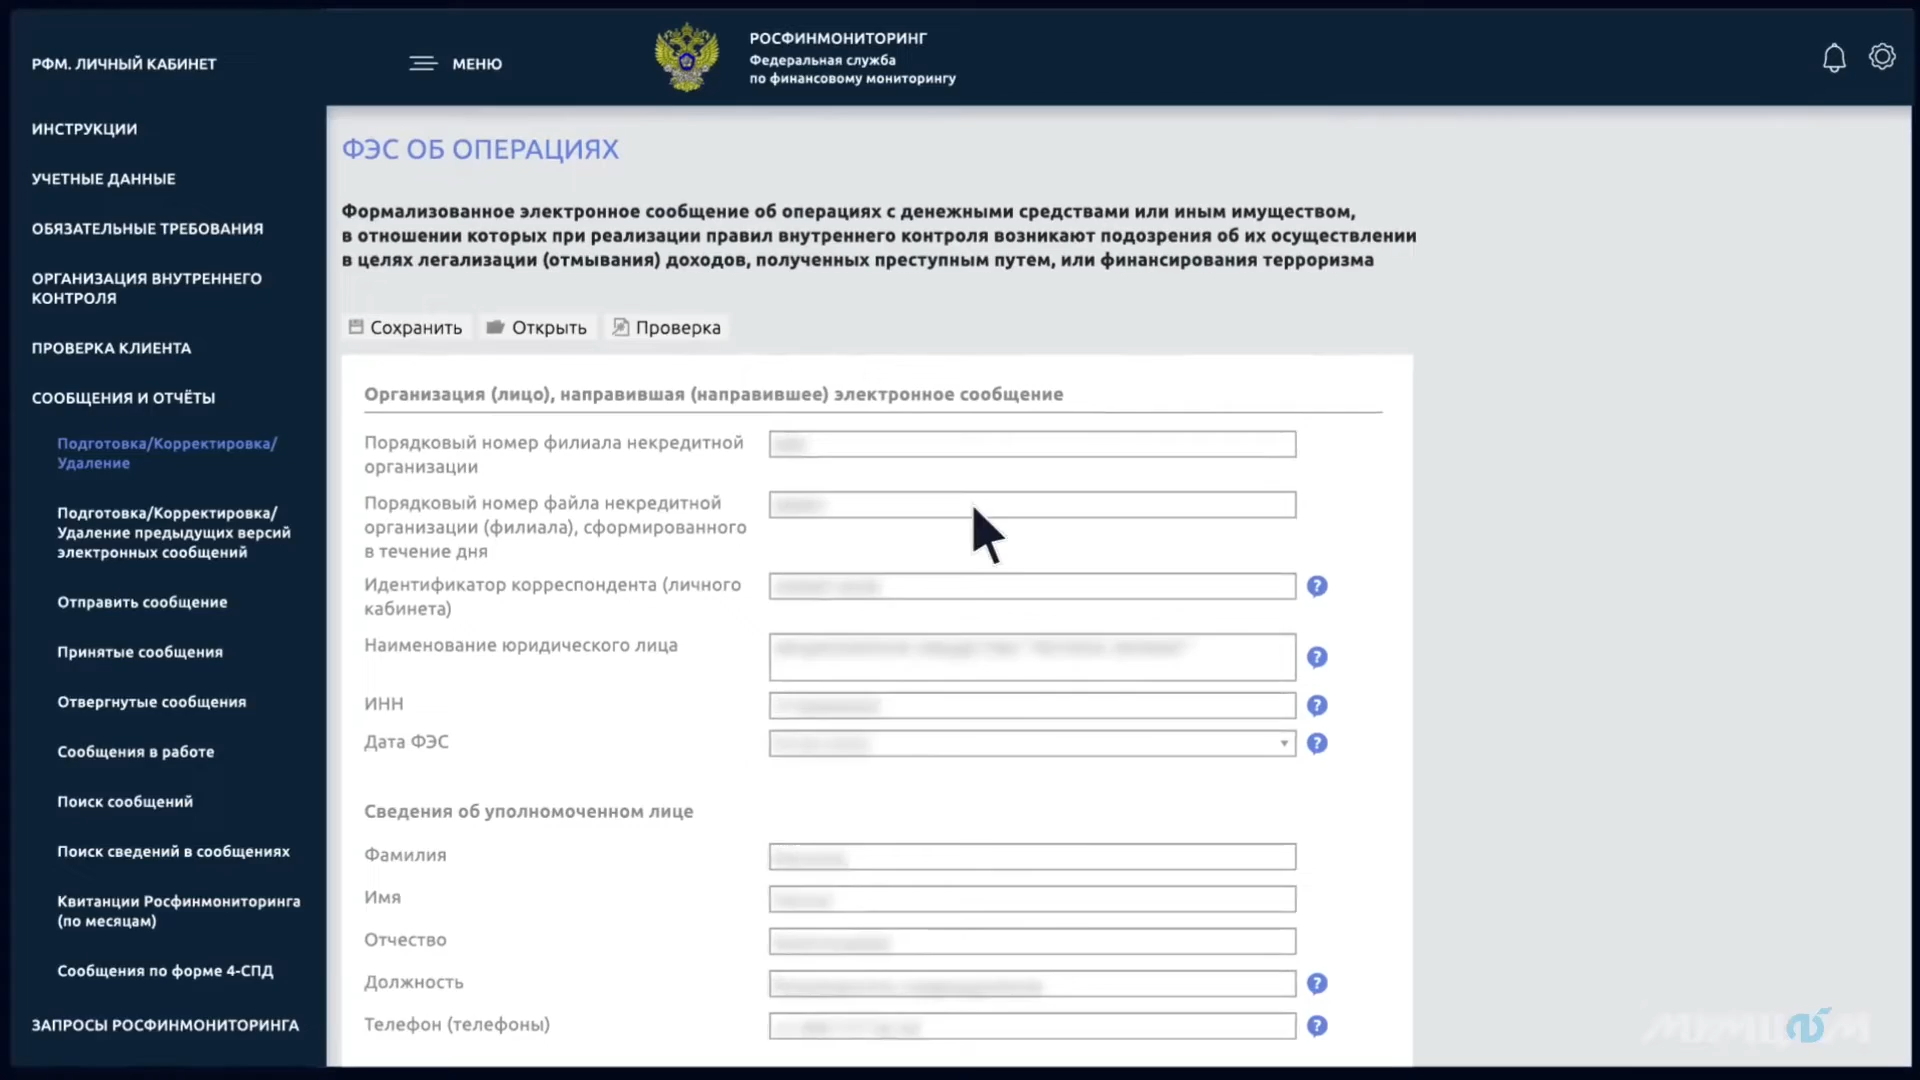 РФМ. ЛИЧНЫЙ КАБИНЕТ
МЕНЮ
РОСФИНМОНИТОРИНГ
Федеральная служба
по финансовому мониторингу
ИНСТРУКЦИИ
УЧЕТНЫЕ ДАННЫЕ
ОБЯЗАТЕЛЬНЫЕ ТРЕБОВАНИЯ
ОРГАНИЗАЦИЯ ВНУТРЕННЕГО
КОНТРОЛЯ
ПРОВЕРКА КЛИЕНТА
СООБЩЕНИЯ И ОТЧЁТЫ
Подготовка/Корректировка/
Удаление
Подготовка/Корректировка/
Удаление предыдущих версий
электронных сообщений
Отправить сообщение
Принятые сообщения
Отвергнутые сообщения
Сообщения в работе
Поиск сообщений
Поиск сведений в сообщениях
Квитанции Росфинмониторинга
(по месяцам)
Сообщения по форме 4-СПД
ЗАПРОСЫ РОСФИНМОНИТОРИНГА
ФЭС ОБ ОПЕРАЦИЯХ
Формализованное электронное сообщение об операциях с денежными средствами или иным имуществом,
в отношении которых при реализации правил внутреннего контроля возникают подозрения об их осуществлении
в целях легализации (отмывания) доходов, полученных преступным путем, или финансирования терроризма
Сохранить Открыть Проверка
Организация (лицо), направившая (направившее) электронное сообщение
Порядковый номер филиала некредитной
организации
Порядковый номер файла некредитной
организации (филиала), сформированного
в течение дня
Идентификатор корреспондента (личного
кабинета)
Наименование юридического лица
ИНН
Дата ФЭС
Сведения об уполномоченном лице
Фамилия
Имя
Отчество
Должность
Телефон (телефоны)